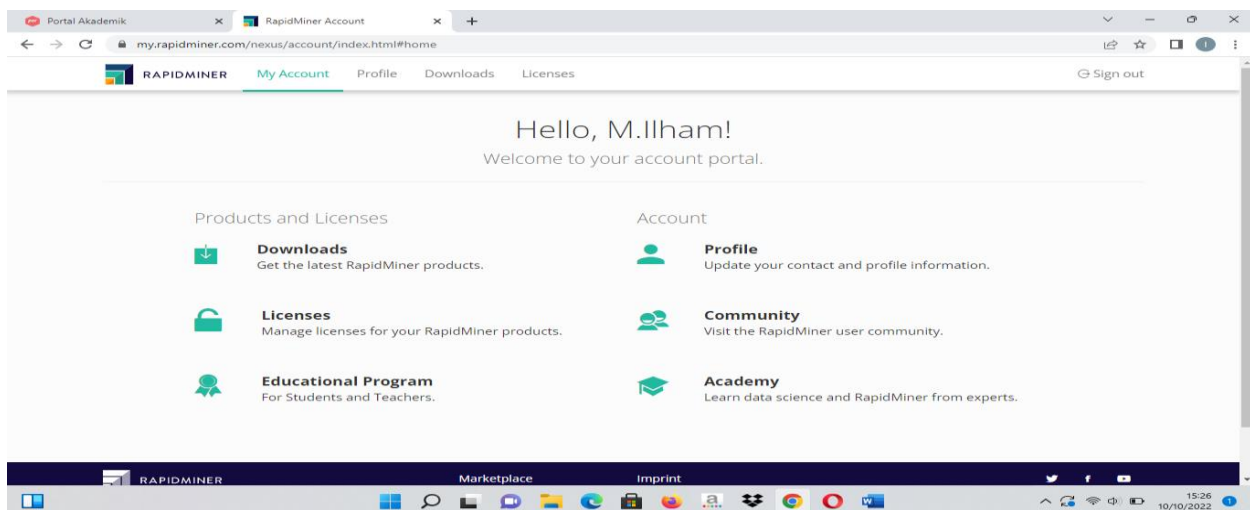 Portal Akademik
RapidMiner Account
my.rapidminer.com/nexus/account/index.html#home
RAPIDMINER My Account Profile Downloads Licenses Sign out
Hello, M.Ilham!
Welcome to your account portal.
Products and Licenses
Downloads
Get the latest RapidMiner products.
Licenses
Manage licenses for your RapidMiner products.
Educational Program
For Students and Teachers.
Account
Profile
Update your contact and profile information.
Community
Visit the RapidMiner user community.
Academy
Learn data science and RapidMiner from experts.
RAPIDMINER Marketplace Imprint
15:26
10/10/2022